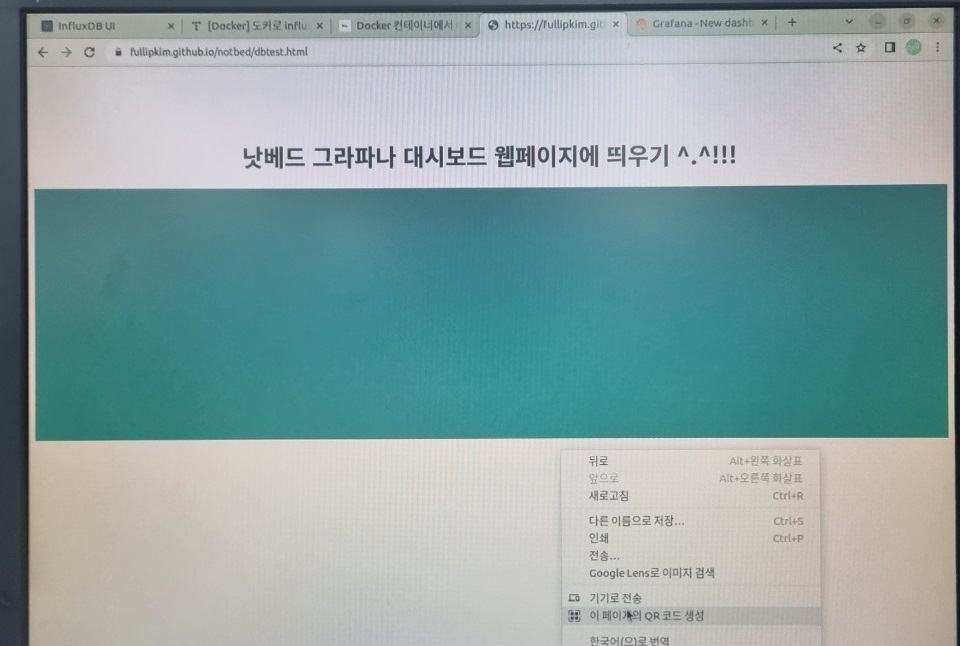 InfluxDB UI
[Docker] 도커로 influ
Docker 컨테이너에서
https://fullipkim.git
Grafana - New dashb
fullipkim.github.io/notbed/dbtest.html
낫베드 그라파나 대시보드 웹페이지에 띄우기 ^.^!!!
뒤로 Alt+왼쪽 화살표
앞으로 Alt+오른쪽 화살표
새로고침 Ctrl+R
다른 이름으로 저장... Ctrl+S
인쇄 Ctrl+P
전송...
Google Lens로 이미지 검색
기기로 전송
이 페이지의 QR 코드 생성
한국어(으)로 번역